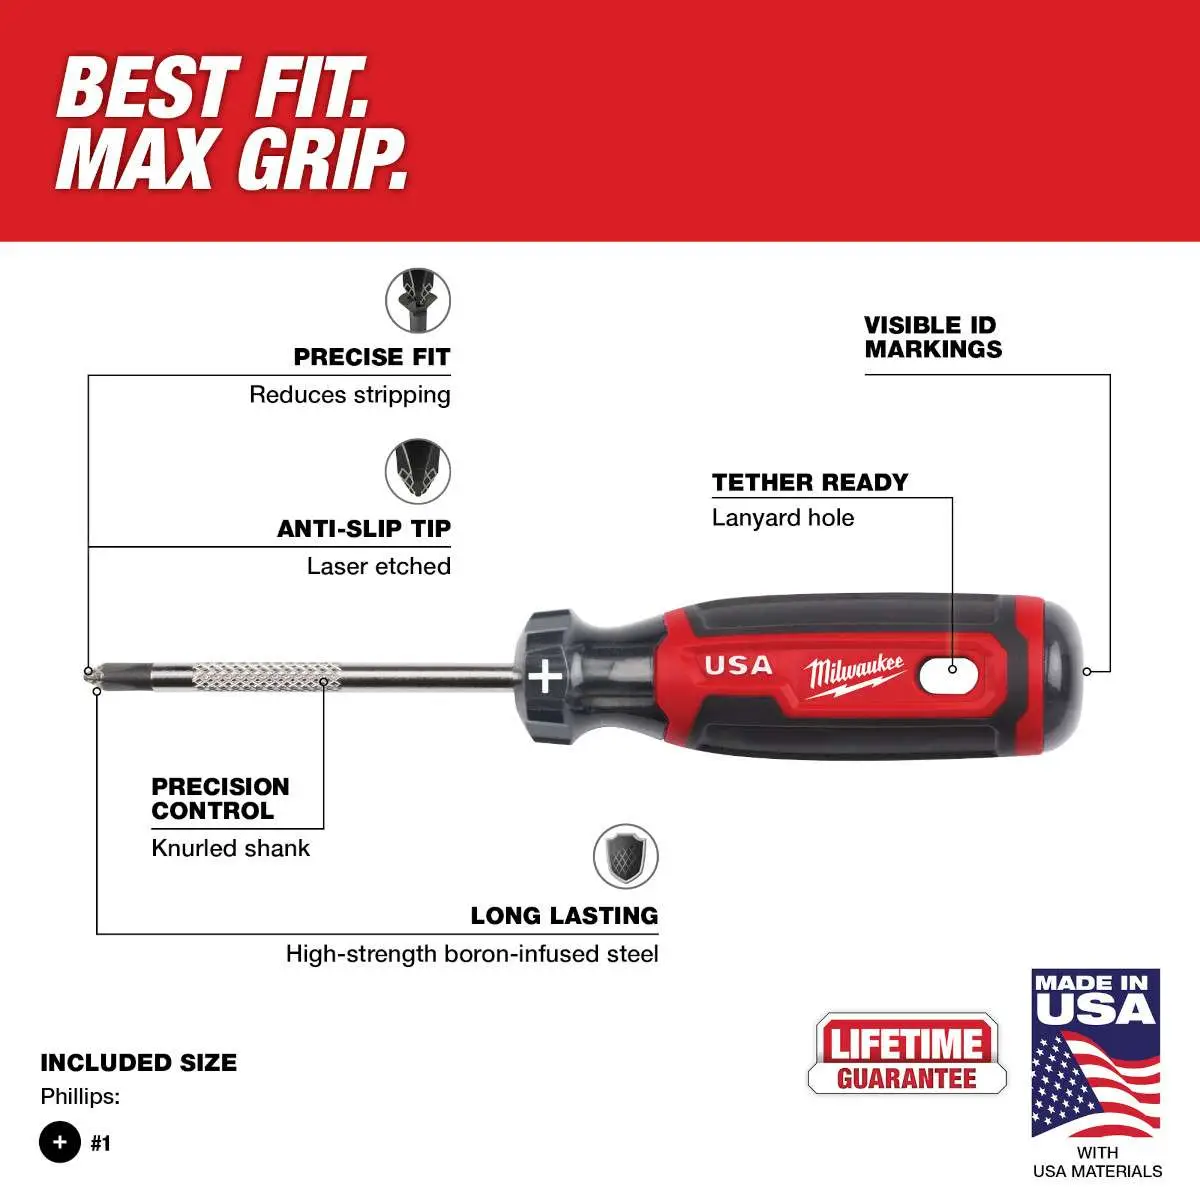 BEST FIT.
MAX GRIP.
PRECISE FIT
Reduces stripping
ANTI-SLIP TIP
Laser etched
VISIBLE ID
MARKINGS
TETHER READY
Lanyard hole
USA
Milwaukee
PRECISION
CONTROL
Knurled shank
LONG LASTING
High-strength boron-infused steel
INCLUDED SIZE
Phillips:
#1
LIFETIME
GUARANTEE
MADE IN
USA
WITH
USA MATERIALS